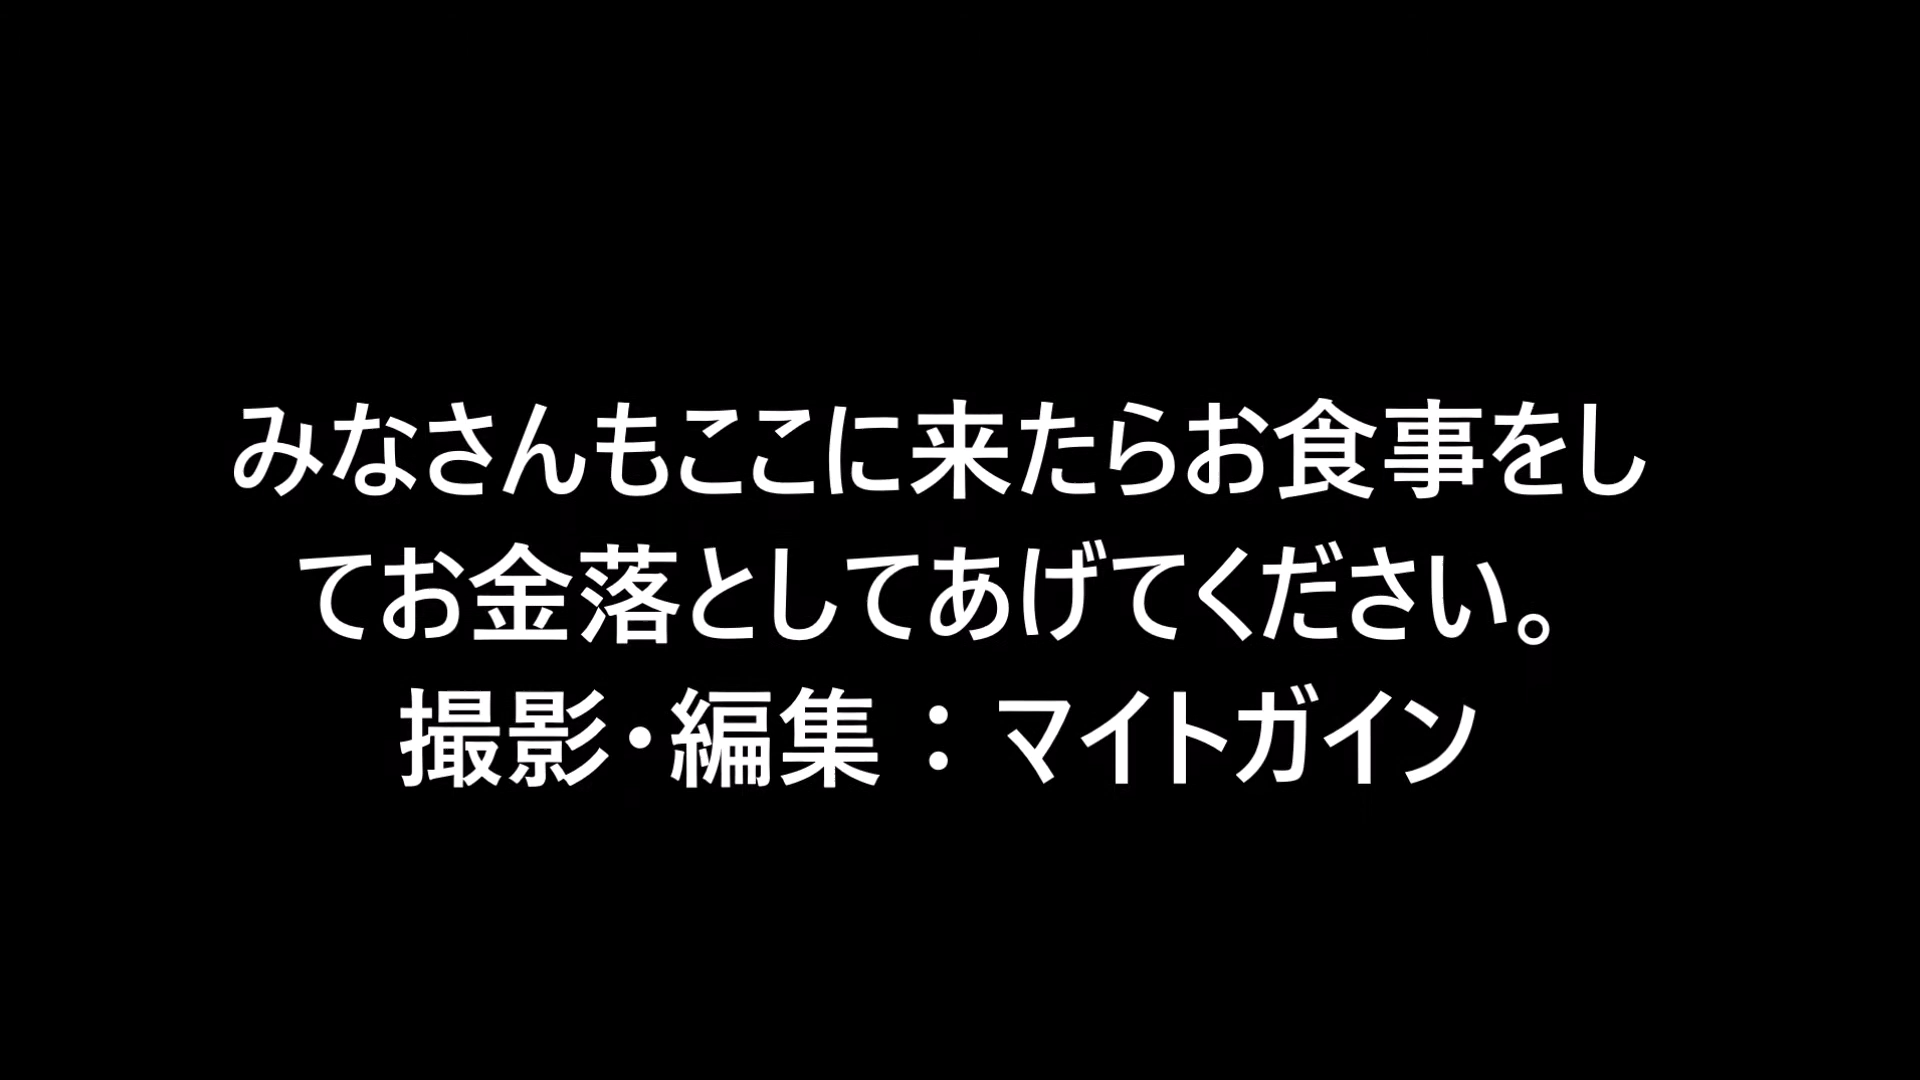 みなさんもここに来たらお食事をし
てお金落としてあげてください。
撮影・編集：マイトガイン